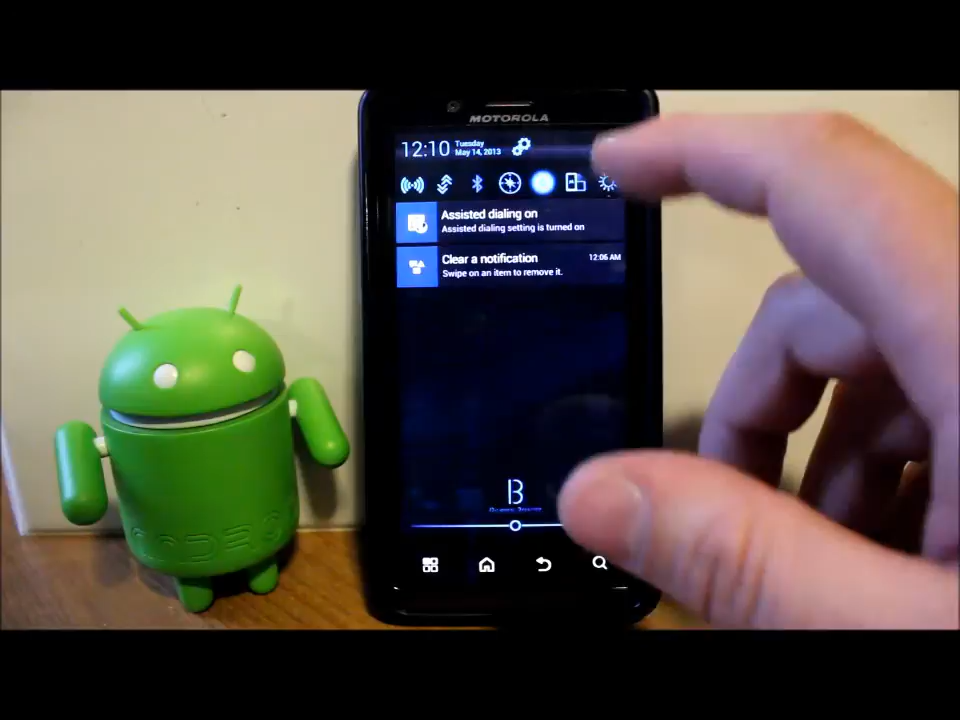 MOTOROLA
12:10
Tuesday
May 14, 2013
Assisted dialing on
Assisted dialing setting is turned on
Clear a notification
12:06 AM
Swipe on an item to remove it.
B